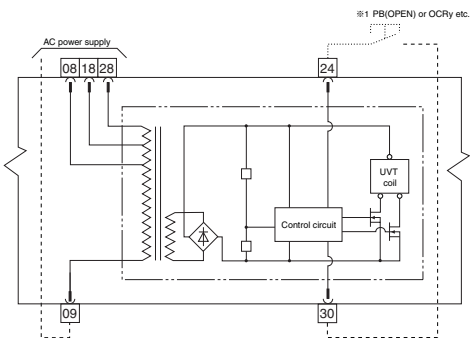 ※1 PB(OPEN) or OCRy etc.
AC power supply
08 18 28
24
UVT
coil
Control circuit
09
30